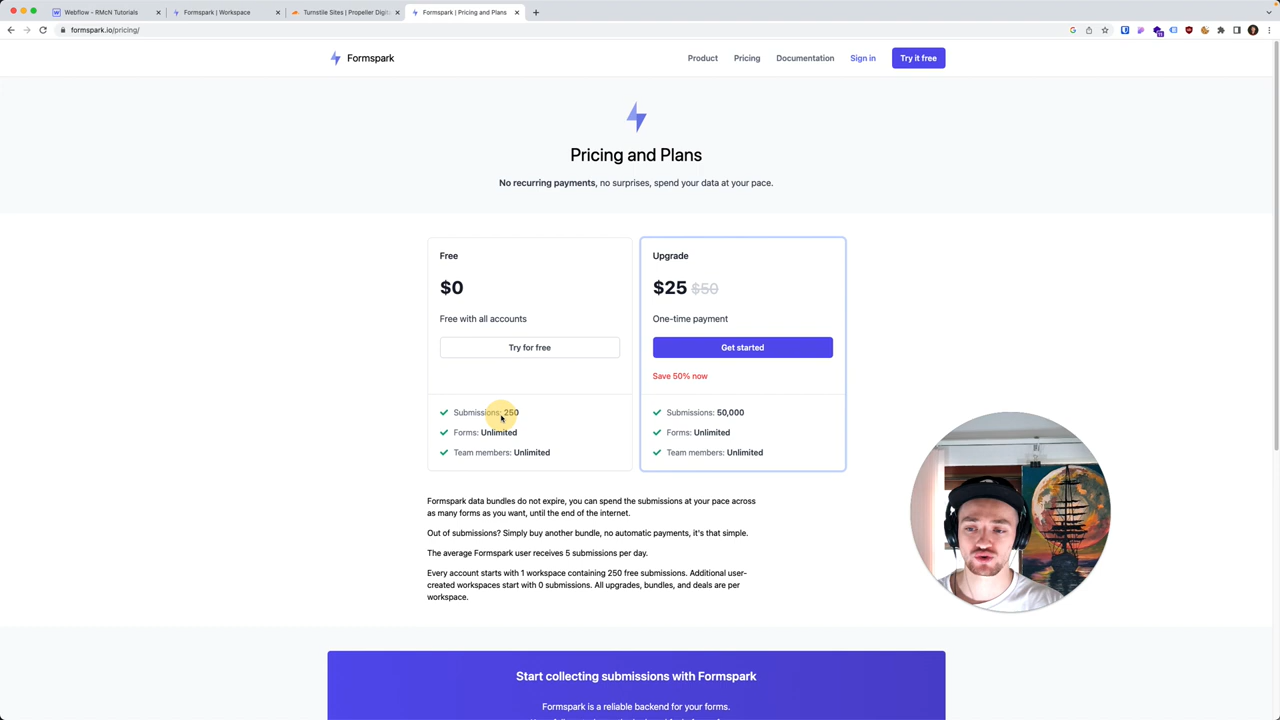 Webflow - RMcN Tutorials
Formspark | Workspace
Turnstile Sites | Propeller Digit
Formspark | Pricing and Plans
formspark.io/pricing/
Formspark
Product
Pricing
Documentation
Sign in
Try it free
Pricing and Plans
No recurring payments, no surprises, spend your data at your pace.
Free
$0
Free with all accounts
Try for free
Submissions: 250
Forms: Unlimited
Team members: Unlimited
Upgrade
$25 $50
One-time payment
Get started
Save 50% now
Submissions: 50,000
Forms: Unlimited
Team members: Unlimited
Formspark data bundles do not expire, you can spend the submissions at your pace across
as many forms as you want, until the end of the internet.
Out of submissions? Simply buy another bundle, no automatic payments, it's that simple.
The average Formspark user receives 5 submissions per day.
Every account starts with 1 workspace containing 250 free submissions. Additional user-
created workspaces start with 0 submissions. All upgrades, bundles, and deals are per
workspace.
Start collecting submissions with Formspark
Formspark is a reliable backend for your forms.